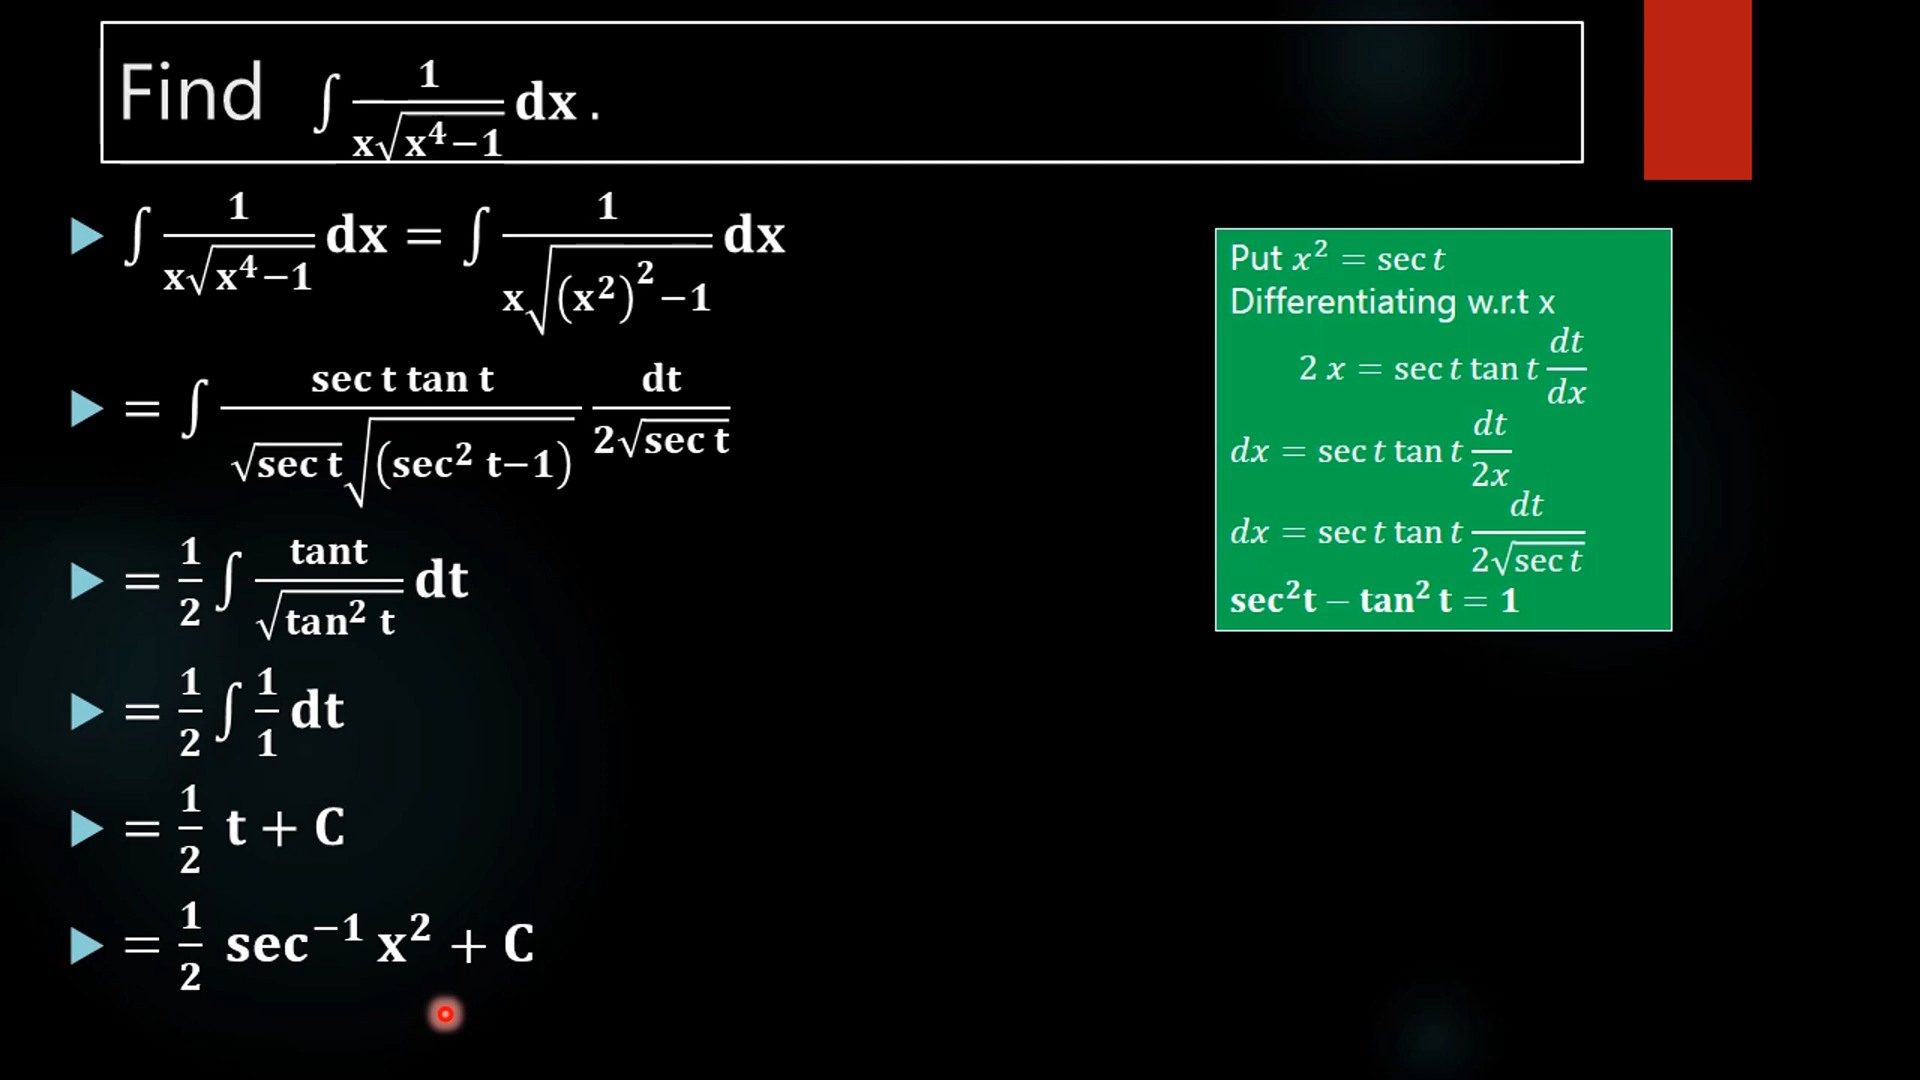 Find ∫ 1/(x√(x⁴−1)) dx .
▶ ∫ 1/(x√(x⁴−1)) dx = ∫ 1/(x√((x²)²−1)) dx
▶ = ∫ (sec t tan t)/(√(sec t) √((sec² t−1))) dt/(2√(sec t))
▶ = 1/2 ∫ tant/√(tan² t) dt
▶ = 1/2 ∫ 1/1 dt
▶ = 1/2 t + C
▶ = 1/2 sec⁻¹ x² + C
Put x² = sec t
Differentiating w.r.t x
2 x = sec t tan t dt/dx
dx = sec t tan t dt/2x
dx = sec t tan t dt/(2√(sec t))
sec²t − tan² t = 1